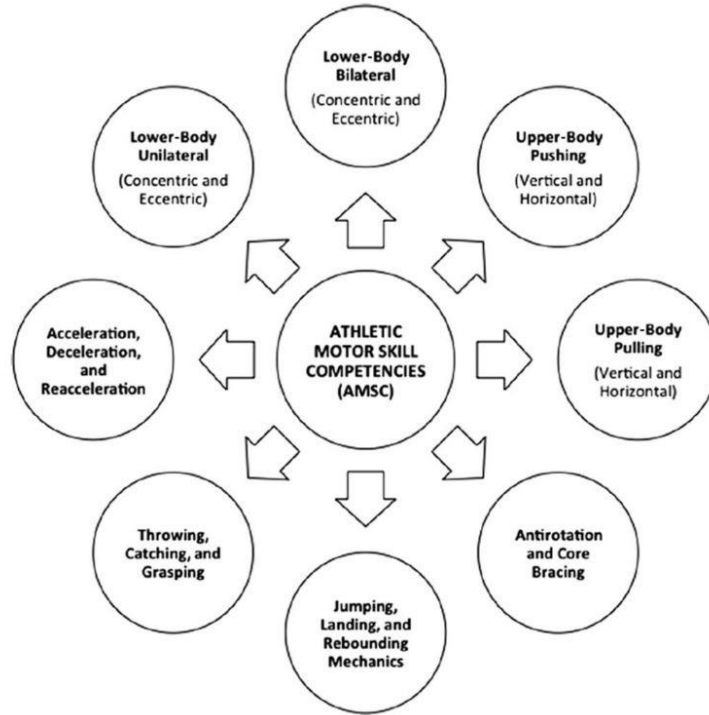 Lower-Body
Bilateral
(Concentric and
Eccentric)
Upper-Body
Pushing
(Vertical and
Horizontal)
Upper-Body
Pulling
(Vertical and
Horizontal)
Antirotation
and Core
Bracing
Jumping,
Landing, and
Rebounding
Mechanics
Throwing,
Catching, and
Grasping
Acceleration,
Deceleration,
and
Reacceleration
Lower-Body
Unilateral
(Concentric and
Eccentric)
ATHLETIC
MOTOR SKILL
COMPETENCIES
(AMSC)